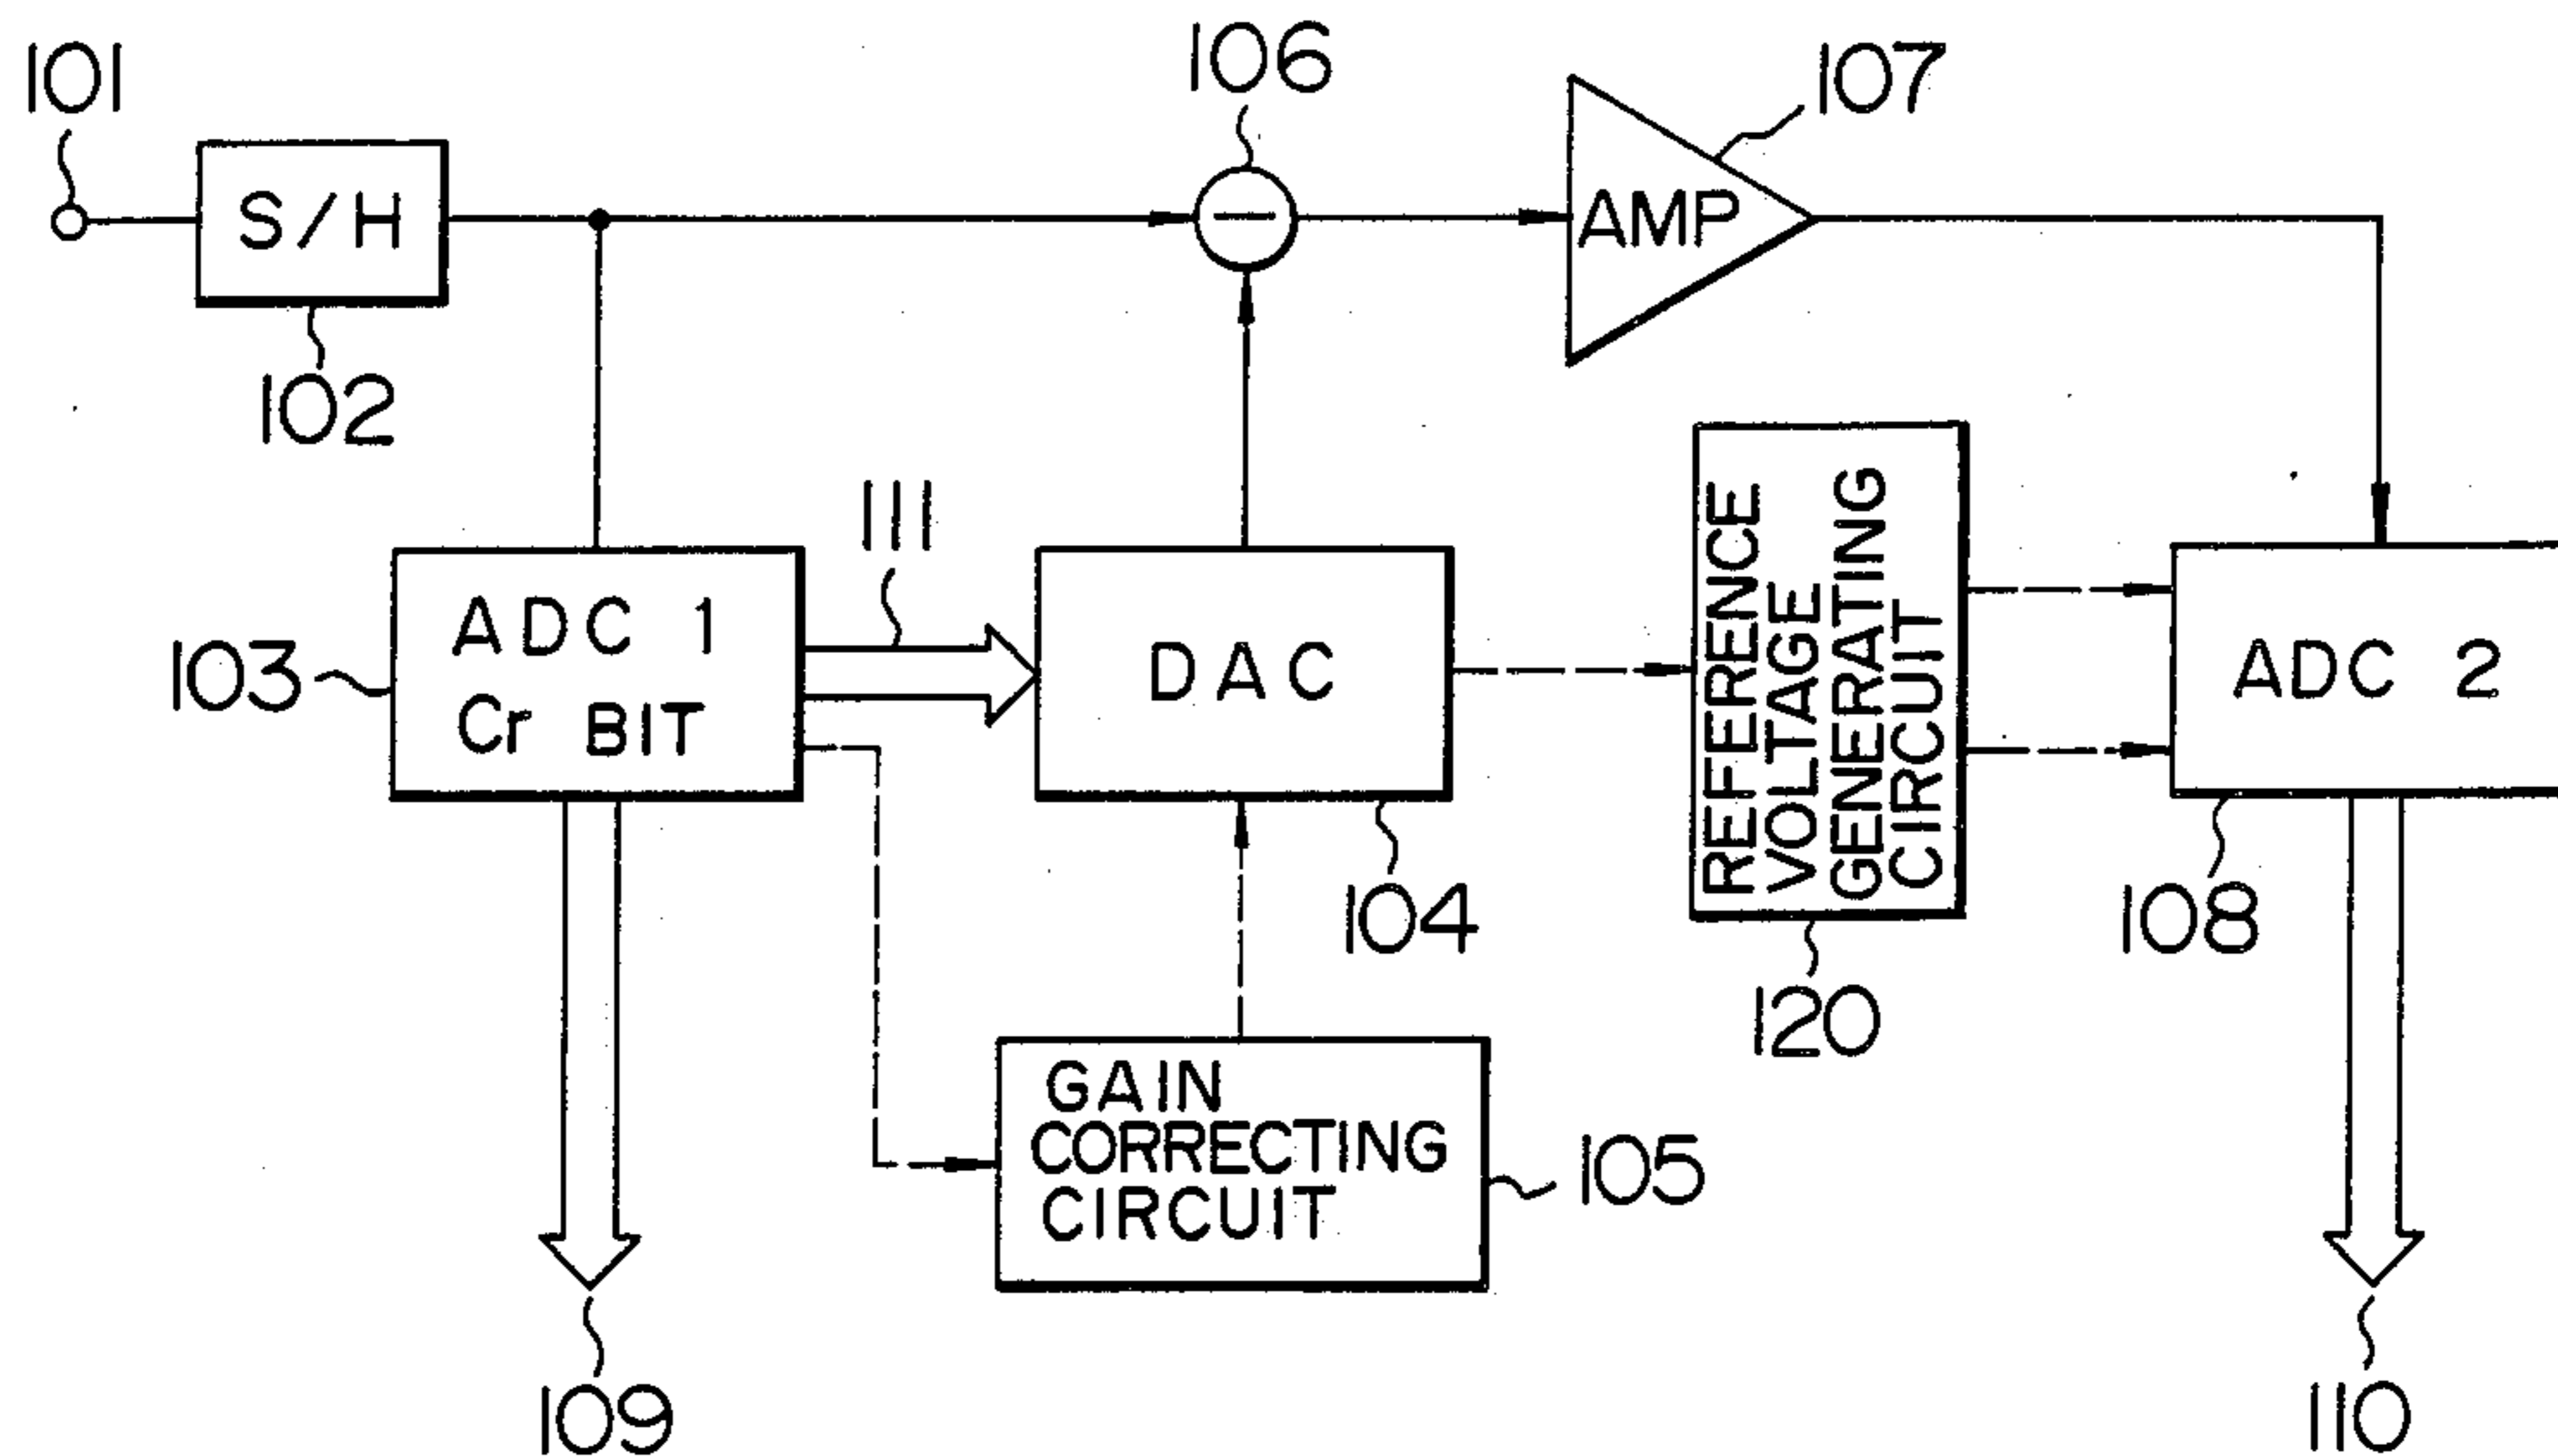 101
106
107
S/H
AMP
102
111
103
ADC 1
Cr BIT
DAC
REFERENCE
VOLTAGE
GENERATING
CIRCUIT
ADC 2
104
108
120
GAIN
CORRECTING
CIRCUIT
105
109
110